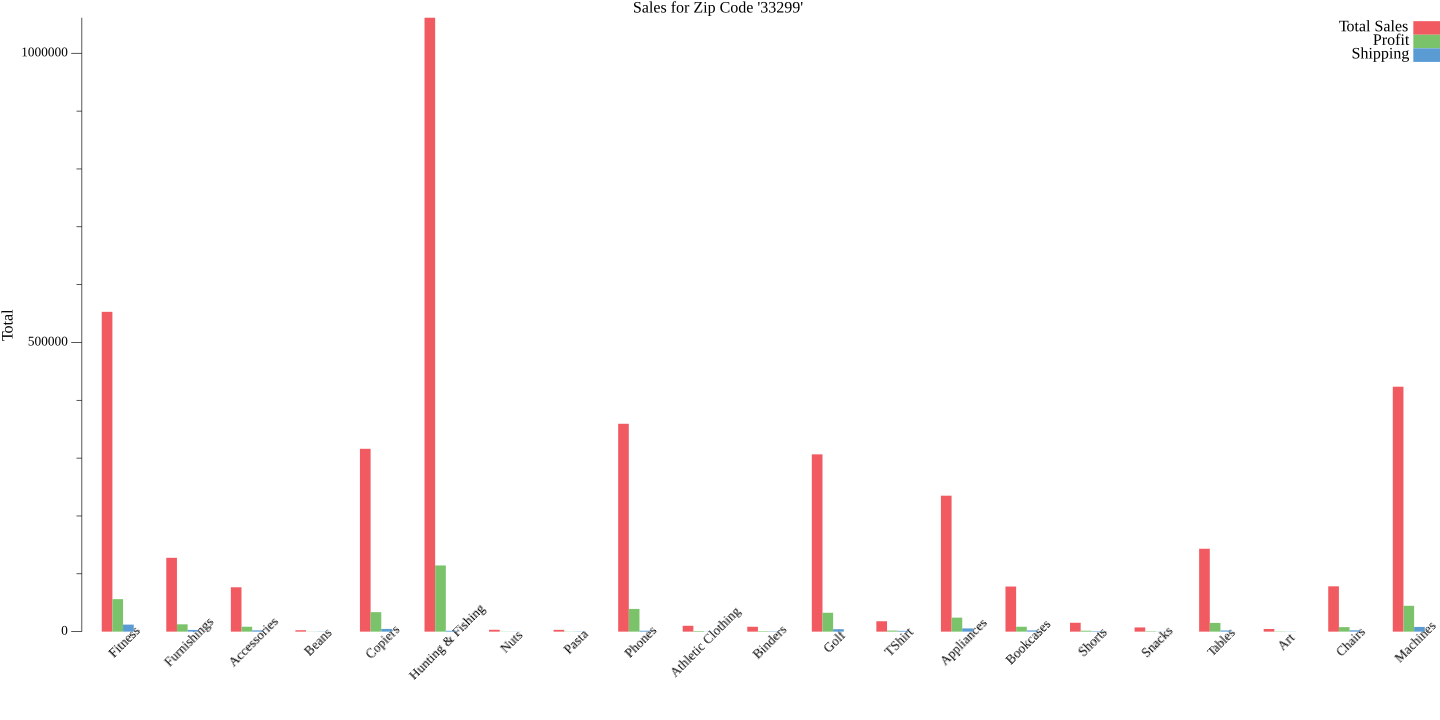 Sales for Zip Code '33299'
Total Sales
Profit
Shipping
1000000
500000
0
Total
Fitness
Furnishings
Accessories
Beans
Copiers
Hunting & Fishing
Nuts
Pasta
Phones
Athletic Clothing
Binders
Golf
TShirt
Appliances
Bookcases
Shorts
Snacks
Tables
Art
Chairs
Machines